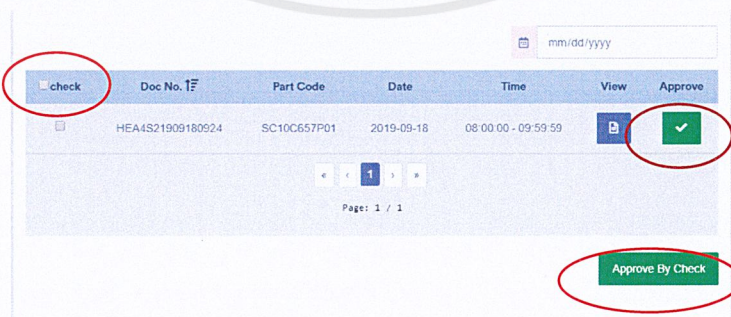 mm/dd/yyyy
check Doc No. Part Code Date Time View Approve
HEA4S21909180924 SC10C657P01 2019-09-18 08:00:00 - 09:59:59
« ‹ 1 › »
Page: 1 / 1
Approve By Check